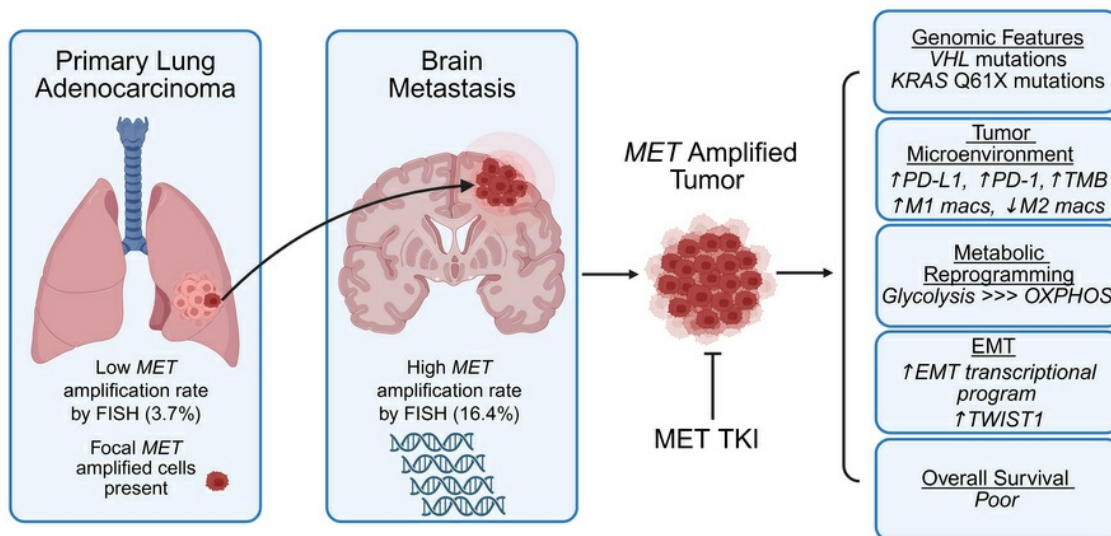 Primary Lung
Adenocarcinoma
Low MET
amplification rate
by FISH (3.7%)
Focal MET
amplified cells
present
Brain
Metastasis
High MET
amplification rate
by FISH (16.4%)
MET Amplified
Tumor
MET TKI
Genomic Features
VHL mutations
KRAS Q61X mutations
Tumor
Microenvironment
↑PD-L1, ↑PD-1, ↑TMB
↑M1 macs, ↓M2 macs
Metabolic
Reprogramming
Glycolysis >>> OXPHOS
EMT
↑EMT transcriptional
program
↑TWIST1
Overall Survival
Poor